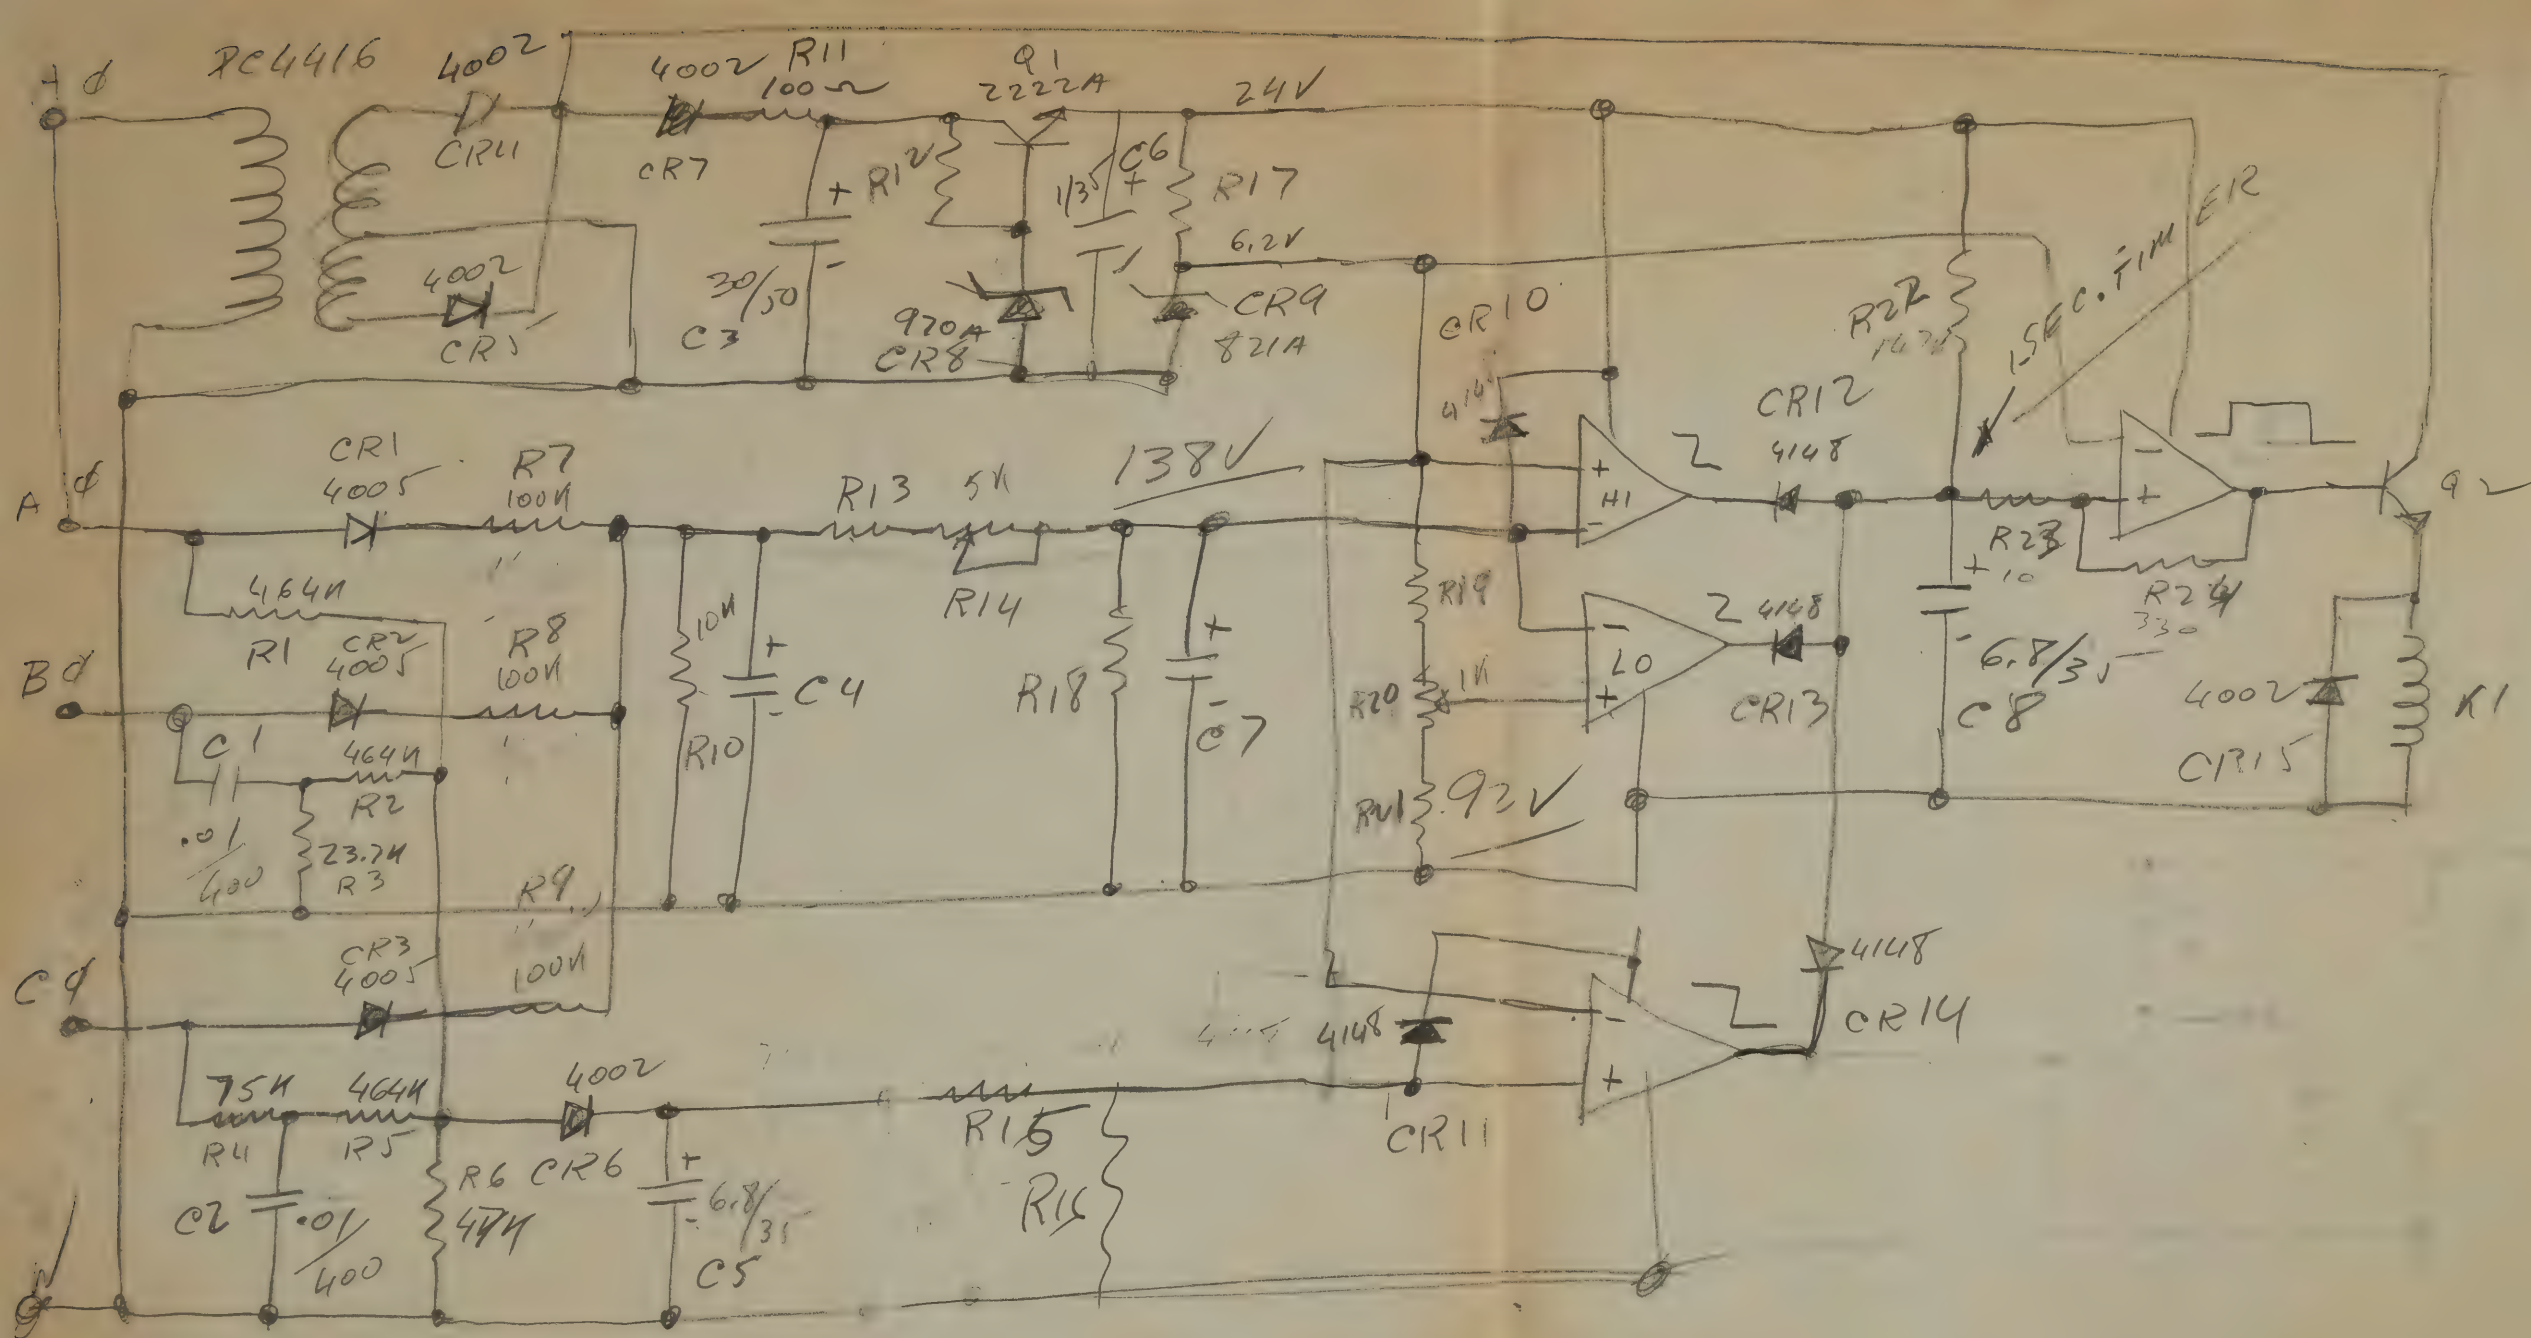 PC4416
4002
CR4
4002
CR5
4002
CR7
R11
100Ω
Q1
2222A
24V
R12
+
30/50
-
C3
920A
CR8
1/35
C6
+
R17
6.2V
CR9
821A
CR10
R22
1 SEC. TIMER
A φ
CR1
4005
R7
100K
464K
R1
R13
5K
R14
138V
+
HI
-
CR12
4148
-
+
Q2
R23
10
R24
330
B φ
CR2
4005
R8
100K
C1
.01/400
464K
R2
23.7K
R3
10K
R10
+
C4
-
R18
+
-
C7
R19
R20
1K
R21
.92V
-
LO
+
4148
CR13
+
-
6.8/35
C8
4002
CR15
K1
C φ
CR3
4005
R9
100K
75K
R4
464K
R5
C2
.01/400
R6
47K
4002
CR6
+
-
6.8/35
C5
R15
R16
4148
CR11
-
+
4148
CR14
N